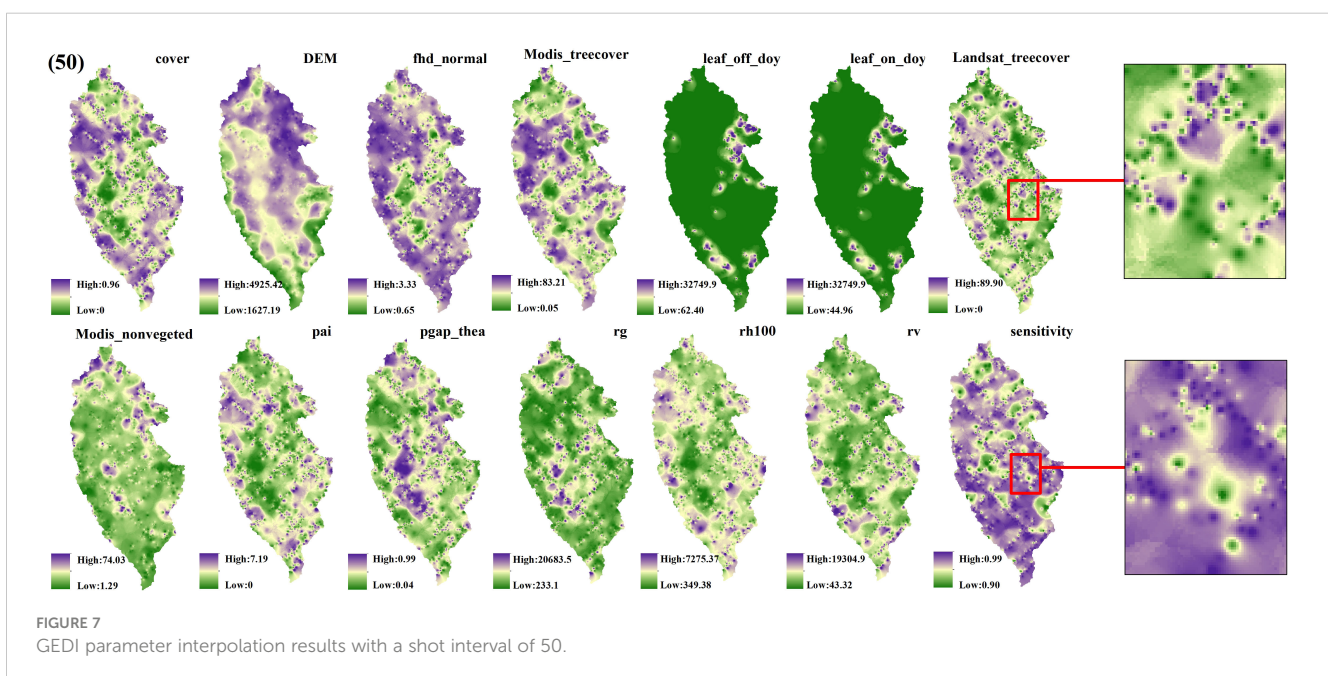 (50)
cover
DEM
fhd_normal
Modis_treecover
leaf_off_doy
leaf_on_doy
Landsat_treecover
High:0.96
Low:0
High:4925.42
Low:1627.19
High:3.33
Low:0.65
High:83.21
Low:0.05
High:32749.9
Low:62.40
High:32749.9
Low:44.96
High:89.90
Low:0
Modis_nonvegeted
pai
pgap_thea
rg
rh100
rv
sensitivity
High:74.03
Low:1.29
High:7.19
Low:0
High:0.99
Low:0.04
High:20683.5
Low:233.1
High:7275.37
Low:349.38
High:19304.9
Low:43.32
High:0.99
Low:0.90
FIGURE 7
GEDI parameter interpolation results with a shot interval of 50.